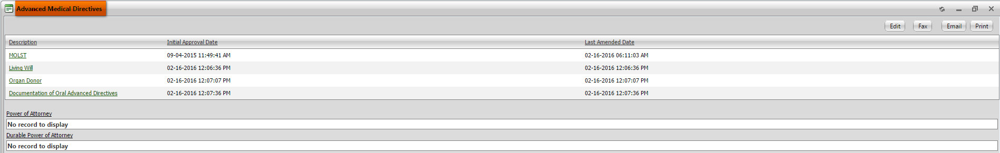 Advanced Medical Directives
Edit Fax Email Print
Description Initial Approval Date Last Amended Date
MOLST 09-04-2015 11:49:41 AM 02-16-2016 06:11:03 AM
Living Will 02-16-2016 12:06:36 PM 02-16-2016 12:06:36 PM
Organ Donor 02-16-2016 12:07:07 PM 02-16-2016 12:07:07 PM
Documentation of Oral Advanced Directives 02-16-2016 12:07:36 PM 02-16-2016 12:07:36 PM
Power of Attorney
No record to display
Durable Power of Attorney
No record to display